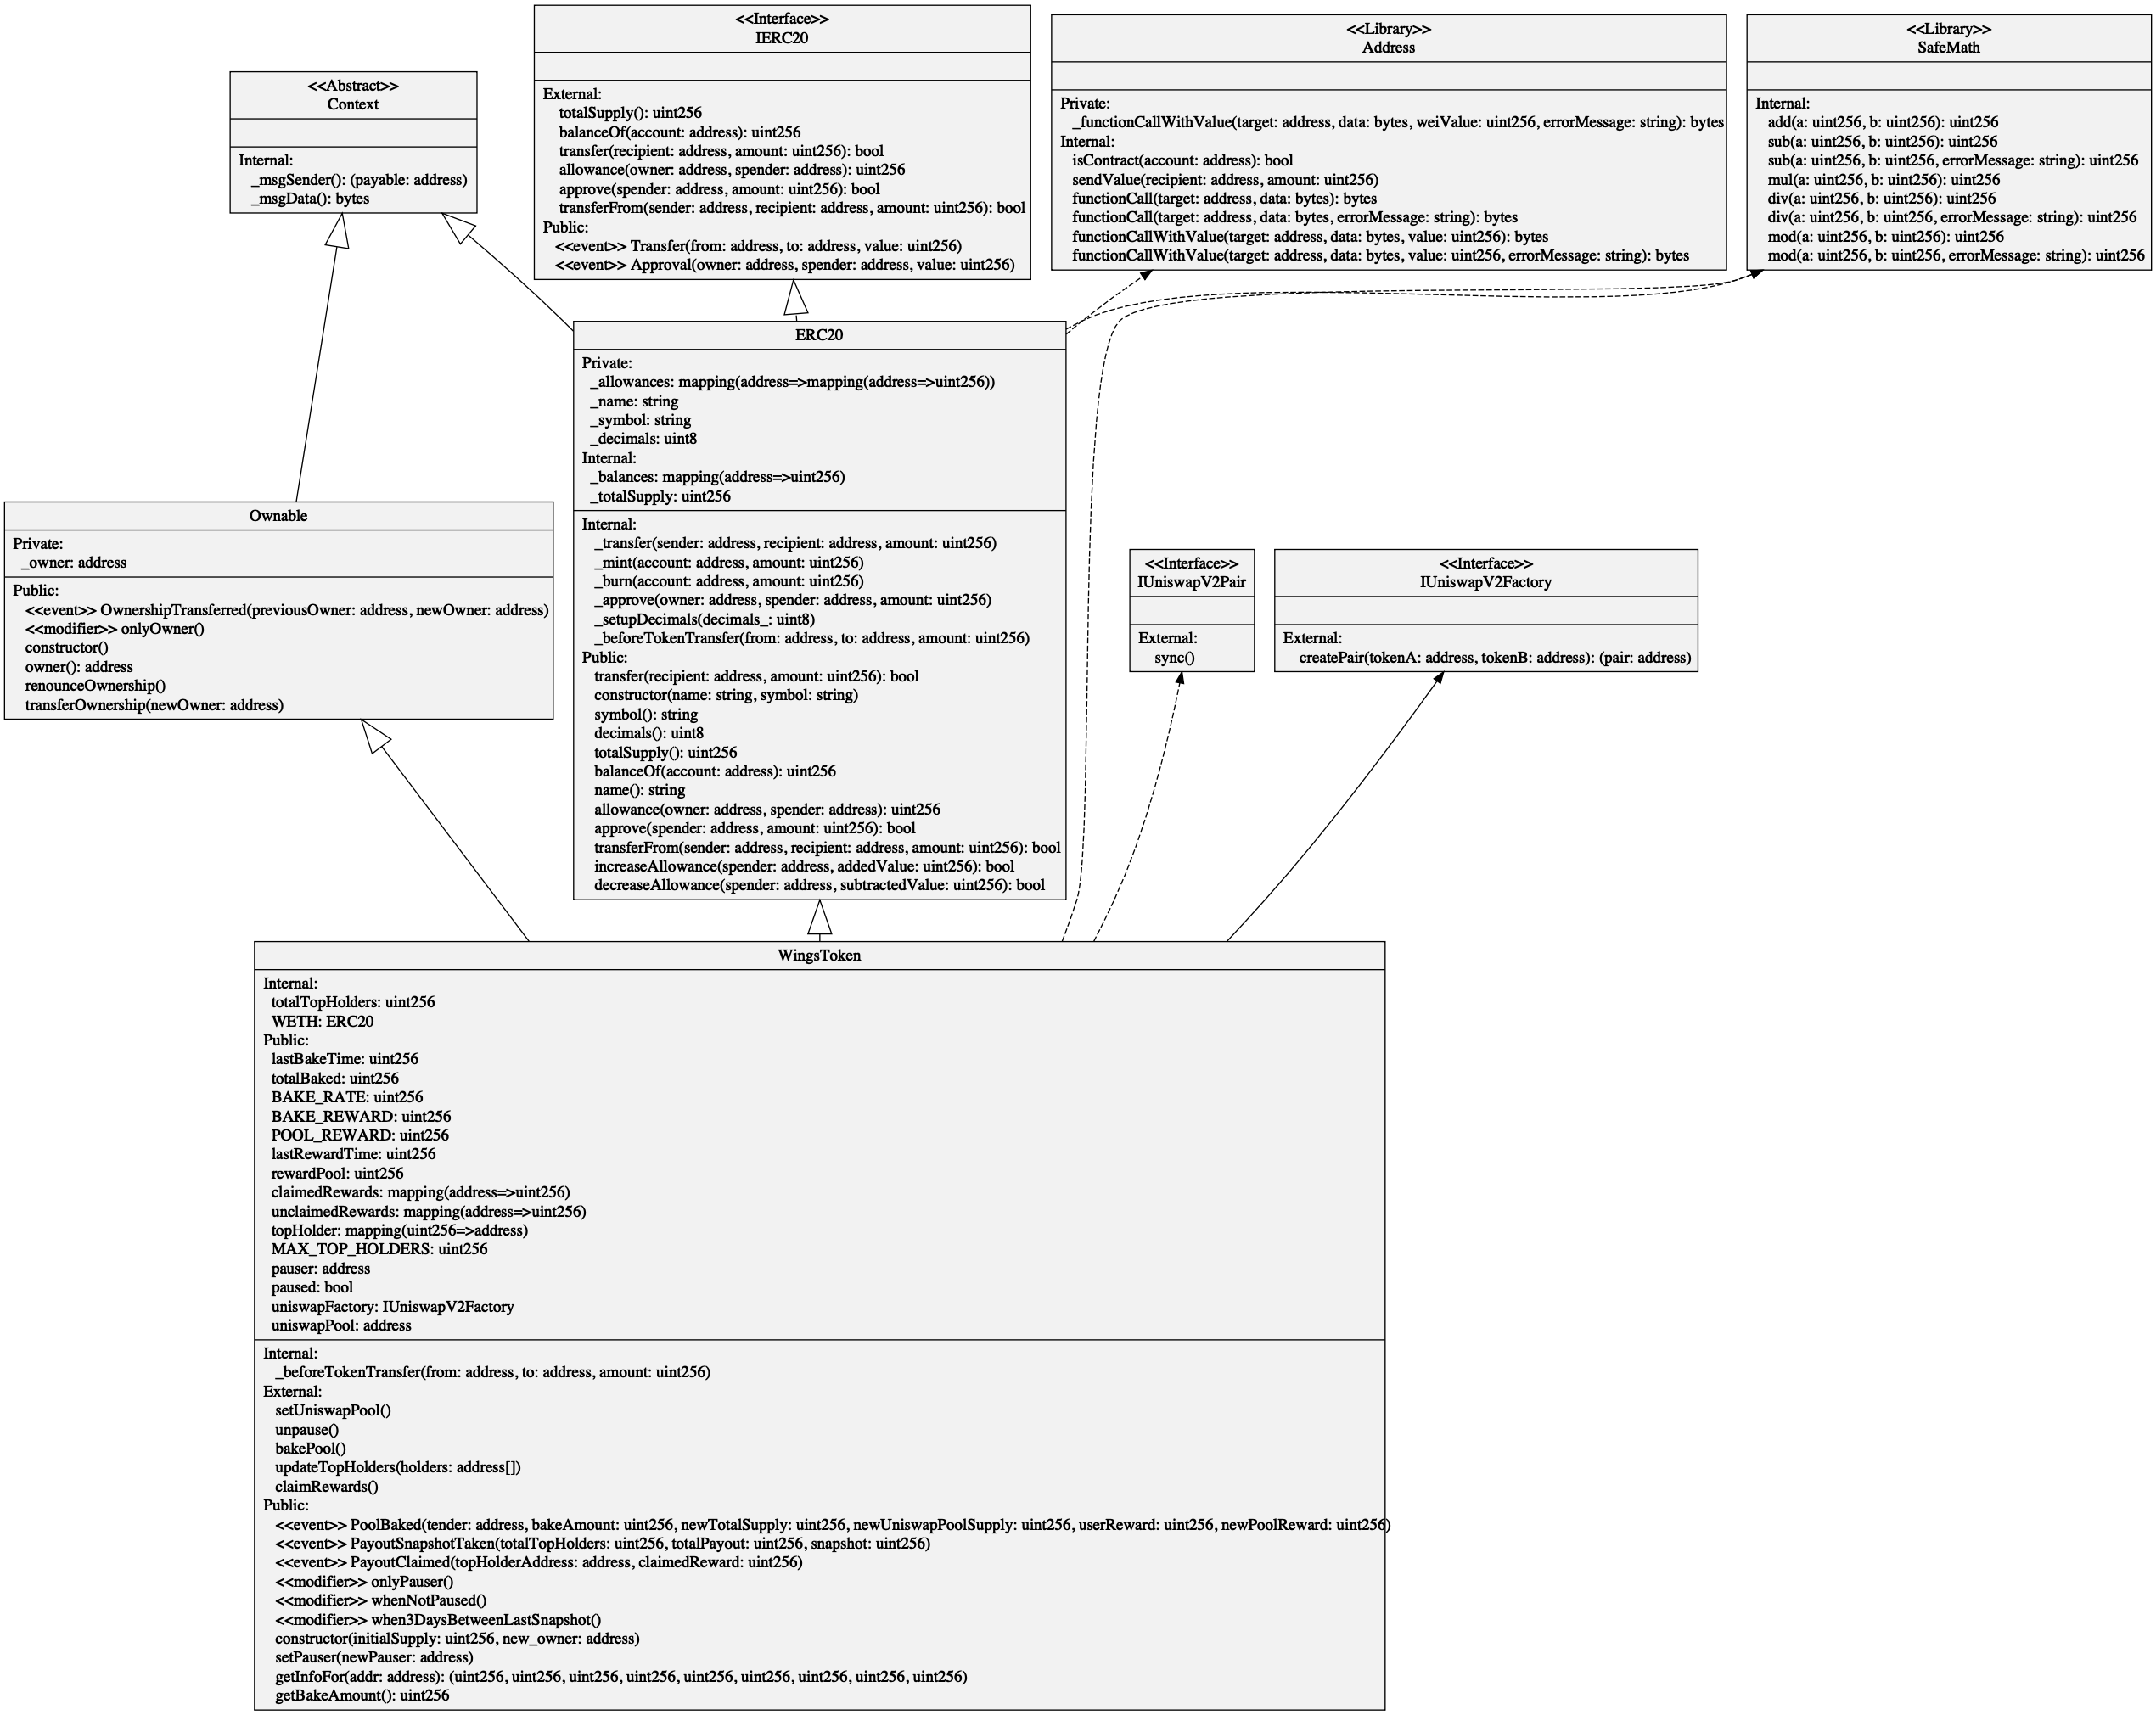 <<Abstract>>
Context
Internal:
_msgSender(): (payable: address)
_msgData(): bytes
<<Interface>>
IERC20
External:
totalSupply(): uint256
balanceOf(account: address): uint256
transfer(recipient: address, amount: uint256): bool
allowance(owner: address, spender: address): uint256
approve(spender: address, amount: uint256): bool
transferFrom(sender: address, recipient: address, amount: uint256): bool
Public:
<<event>> Transfer(from: address, to: address, value: uint256)
<<event>> Approval(owner: address, spender: address, value: uint256)
<<Library>>
Address
Private:
_functionCallWithValue(target: address, data: bytes, weiValue: uint256, errorMessage: string): bytes
Internal:
isContract(account: address): bool
sendValue(recipient: address, amount: uint256)
functionCall(target: address, data: bytes): bytes
functionCall(target: address, data: bytes, errorMessage: string): bytes
functionCallWithValue(target: address, data: bytes, value: uint256): bytes
functionCallWithValue(target: address, data: bytes, value: uint256, errorMessage: string): bytes
<<Library>>
SafeMath
Internal:
add(a: uint256, b: uint256): uint256
sub(a: uint256, b: uint256): uint256
sub(a: uint256, b: uint256, errorMessage: string): uint256
mul(a: uint256, b: uint256): uint256
div(a: uint256, b: uint256): uint256
div(a: uint256, b: uint256, errorMessage: string): uint256
mod(a: uint256, b: uint256): uint256
mod(a: uint256, b: uint256, errorMessage: string): uint256
Ownable
Private:
_owner: address
Public:
<<event>> OwnershipTransferred(previousOwner: address, newOwner: address)
<<modifier>> onlyOwner()
constructor()
owner(): address
renounceOwnership()
transferOwnership(newOwner: address)
ERC20
Private:
_allowances: mapping(address=>mapping(address=>uint256))
_name: string
_symbol: string
_decimals: uint8
Internal:
_balances: mapping(address=>uint256)
_totalSupply: uint256
Internal:
_transfer(sender: address, recipient: address, amount: uint256)
_mint(account: address, amount: uint256)
_burn(account: address, amount: uint256)
_approve(owner: address, spender: address, amount: uint256)
_setupDecimals(decimals_: uint8)
_beforeTokenTransfer(from: address, to: address, amount: uint256)
Public:
transfer(recipient: address, amount: uint256): bool
constructor(name: string, symbol: string)
symbol(): string
decimals(): uint8
totalSupply(): uint256
balanceOf(account: address): uint256
name(): string
allowance(owner: address, spender: address): uint256
approve(spender: address, amount: uint256): bool
transferFrom(sender: address, recipient: address, amount: uint256): bool
increaseAllowance(spender: address, addedValue: uint256): bool
decreaseAllowance(spender: address, subtractedValue: uint256): bool
<<Interface>>
IUniswapV2Pair
External:
sync()
<<Interface>>
IUniswapV2Factory
External:
createPair(tokenA: address, tokenB: address): (pair: address)
WingsToken
Internal:
totalTopHolders: uint256
WETH: ERC20
Public:
lastBakeTime: uint256
totalBaked: uint256
BAKE_RATE: uint256
BAKE_REWARD: uint256
POOL_REWARD: uint256
lastRewardTime: uint256
rewardPool: uint256
claimedRewards: mapping(address=>uint256)
unclaimedRewards: mapping(address=>uint256)
topHolder: mapping(uint256=>address)
MAX_TOP_HOLDERS: uint256
pauser: address
paused: bool
uniswapFactory: IUniswapV2Factory
uniswapPool: address
Internal:
_beforeTokenTransfer(from: address, to: address, amount: uint256)
External:
setUniswapPool()
unpause()
bakePool()
updateTopHolders(holders: address[])
claimRewards()
Public:
<<event>> PoolBaked(tender: address, bakeAmount: uint256, newTotalSupply: uint256, newUniswapPoolSupply: uint256, userReward: uint256, newPoolReward: uint256)
<<event>> PayoutSnapshotTaken(totalTopHolders: uint256, totalPayout: uint256, snapshot: uint256)
<<event>> PayoutClaimed(topHolderAddress: address, claimedReward: uint256)
<<modifier>> onlyPauser()
<<modifier>> whenNotPaused()
<<modifier>> when3DaysBetweenLastSnapshot()
constructor(initialSupply: uint256, new_owner: address)
setPauser(newPauser: address)
getInfoFor(addr: address): (uint256, uint256, uint256, uint256, uint256, uint256, uint256, uint256, uint256)
getBakeAmount(): uint256